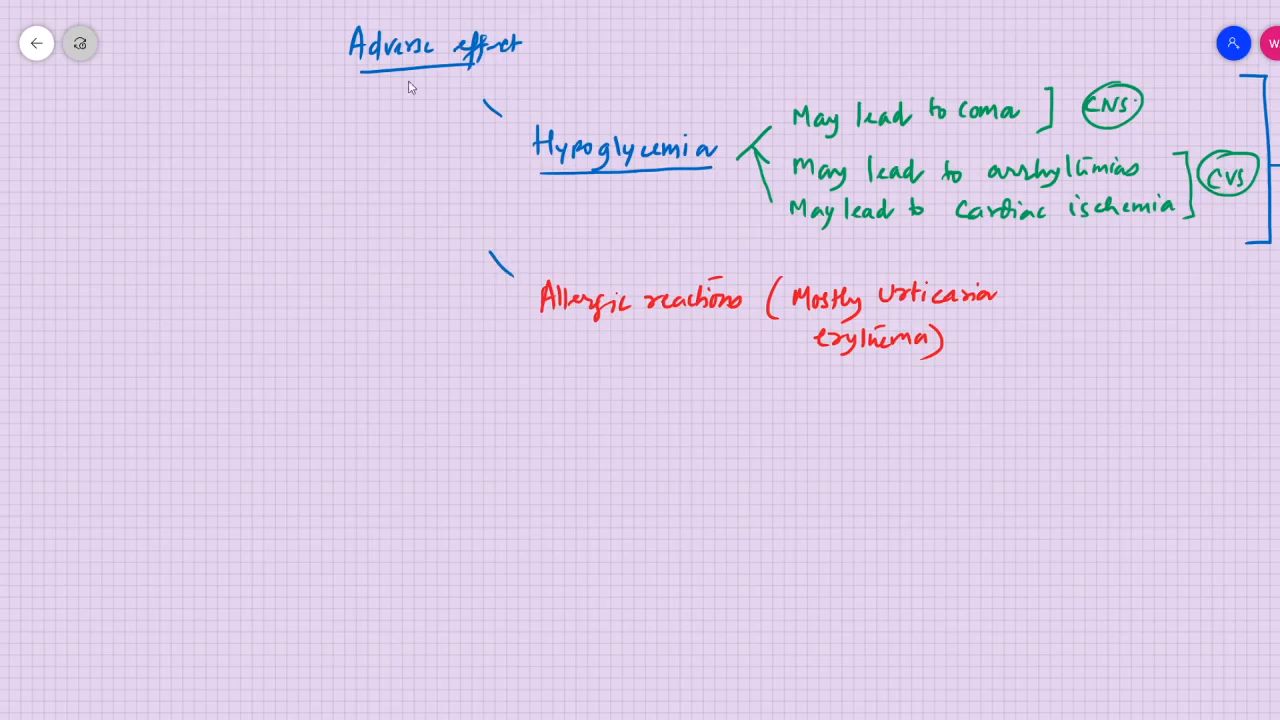 Adverse effect
Hypoglycemia
May lead to coma ] CNS
May lead to arrhythmias
May lead to Cardiac ischemia ] CVS
Allergic reactions ( Mostly Urticaria
erythema)
W